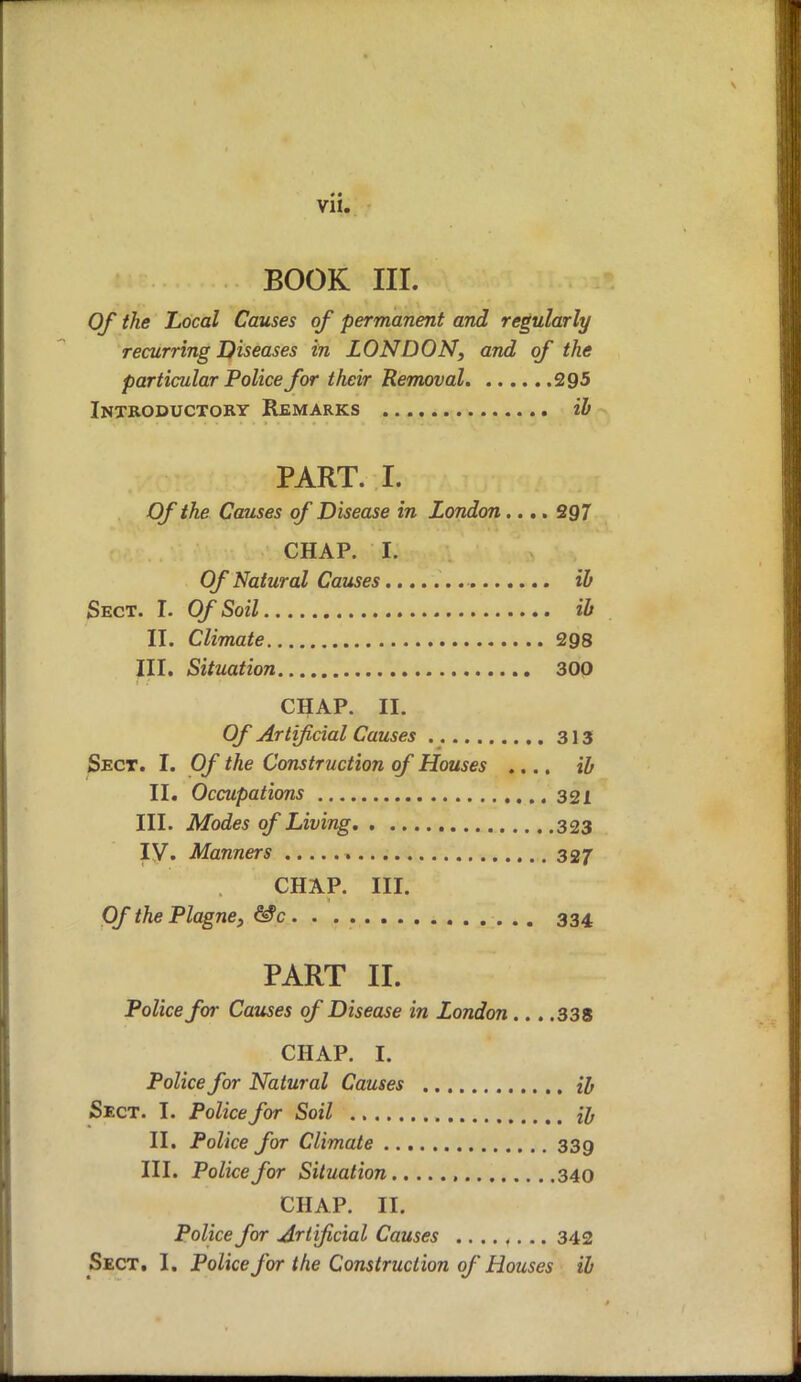 vii.
BOOK III.
Of the Local Causes of permanent and regularly
recurring Diseases in LONDON, and of the
particular Police for their Removal. ......295
Introductory Remarks .............. ib
PART. I.
Of the Causes of Disease in London.... 297
CHAP. I.
Of Natural Causes.............. ib
Sect. I. Of Soil........................ ib
II. Climate........................ 298
III. Situation...................... 300
CHAP. II.
Of Artificial Causes .......... 313
Sect. I. Of the Construction of Houses .... ib
II. Occupations .................... 321
III. Modes of Living. ................323
IV. Manners ...................... 327
CHAP. III.
Of the Plagne, &c. ................ 334
PART II.
Police for Causes of Disease in London....338
CHAP. I.
Police for Natural Causes ............ ib
Sect. I. Police for Soil .................. ib
II. Police for Climate .............. 339
III. Police for Situation..............340
CHAP. II.
Police for Artificial Causes ........ 342
Sect. I. Police for the Construction of Houses ib